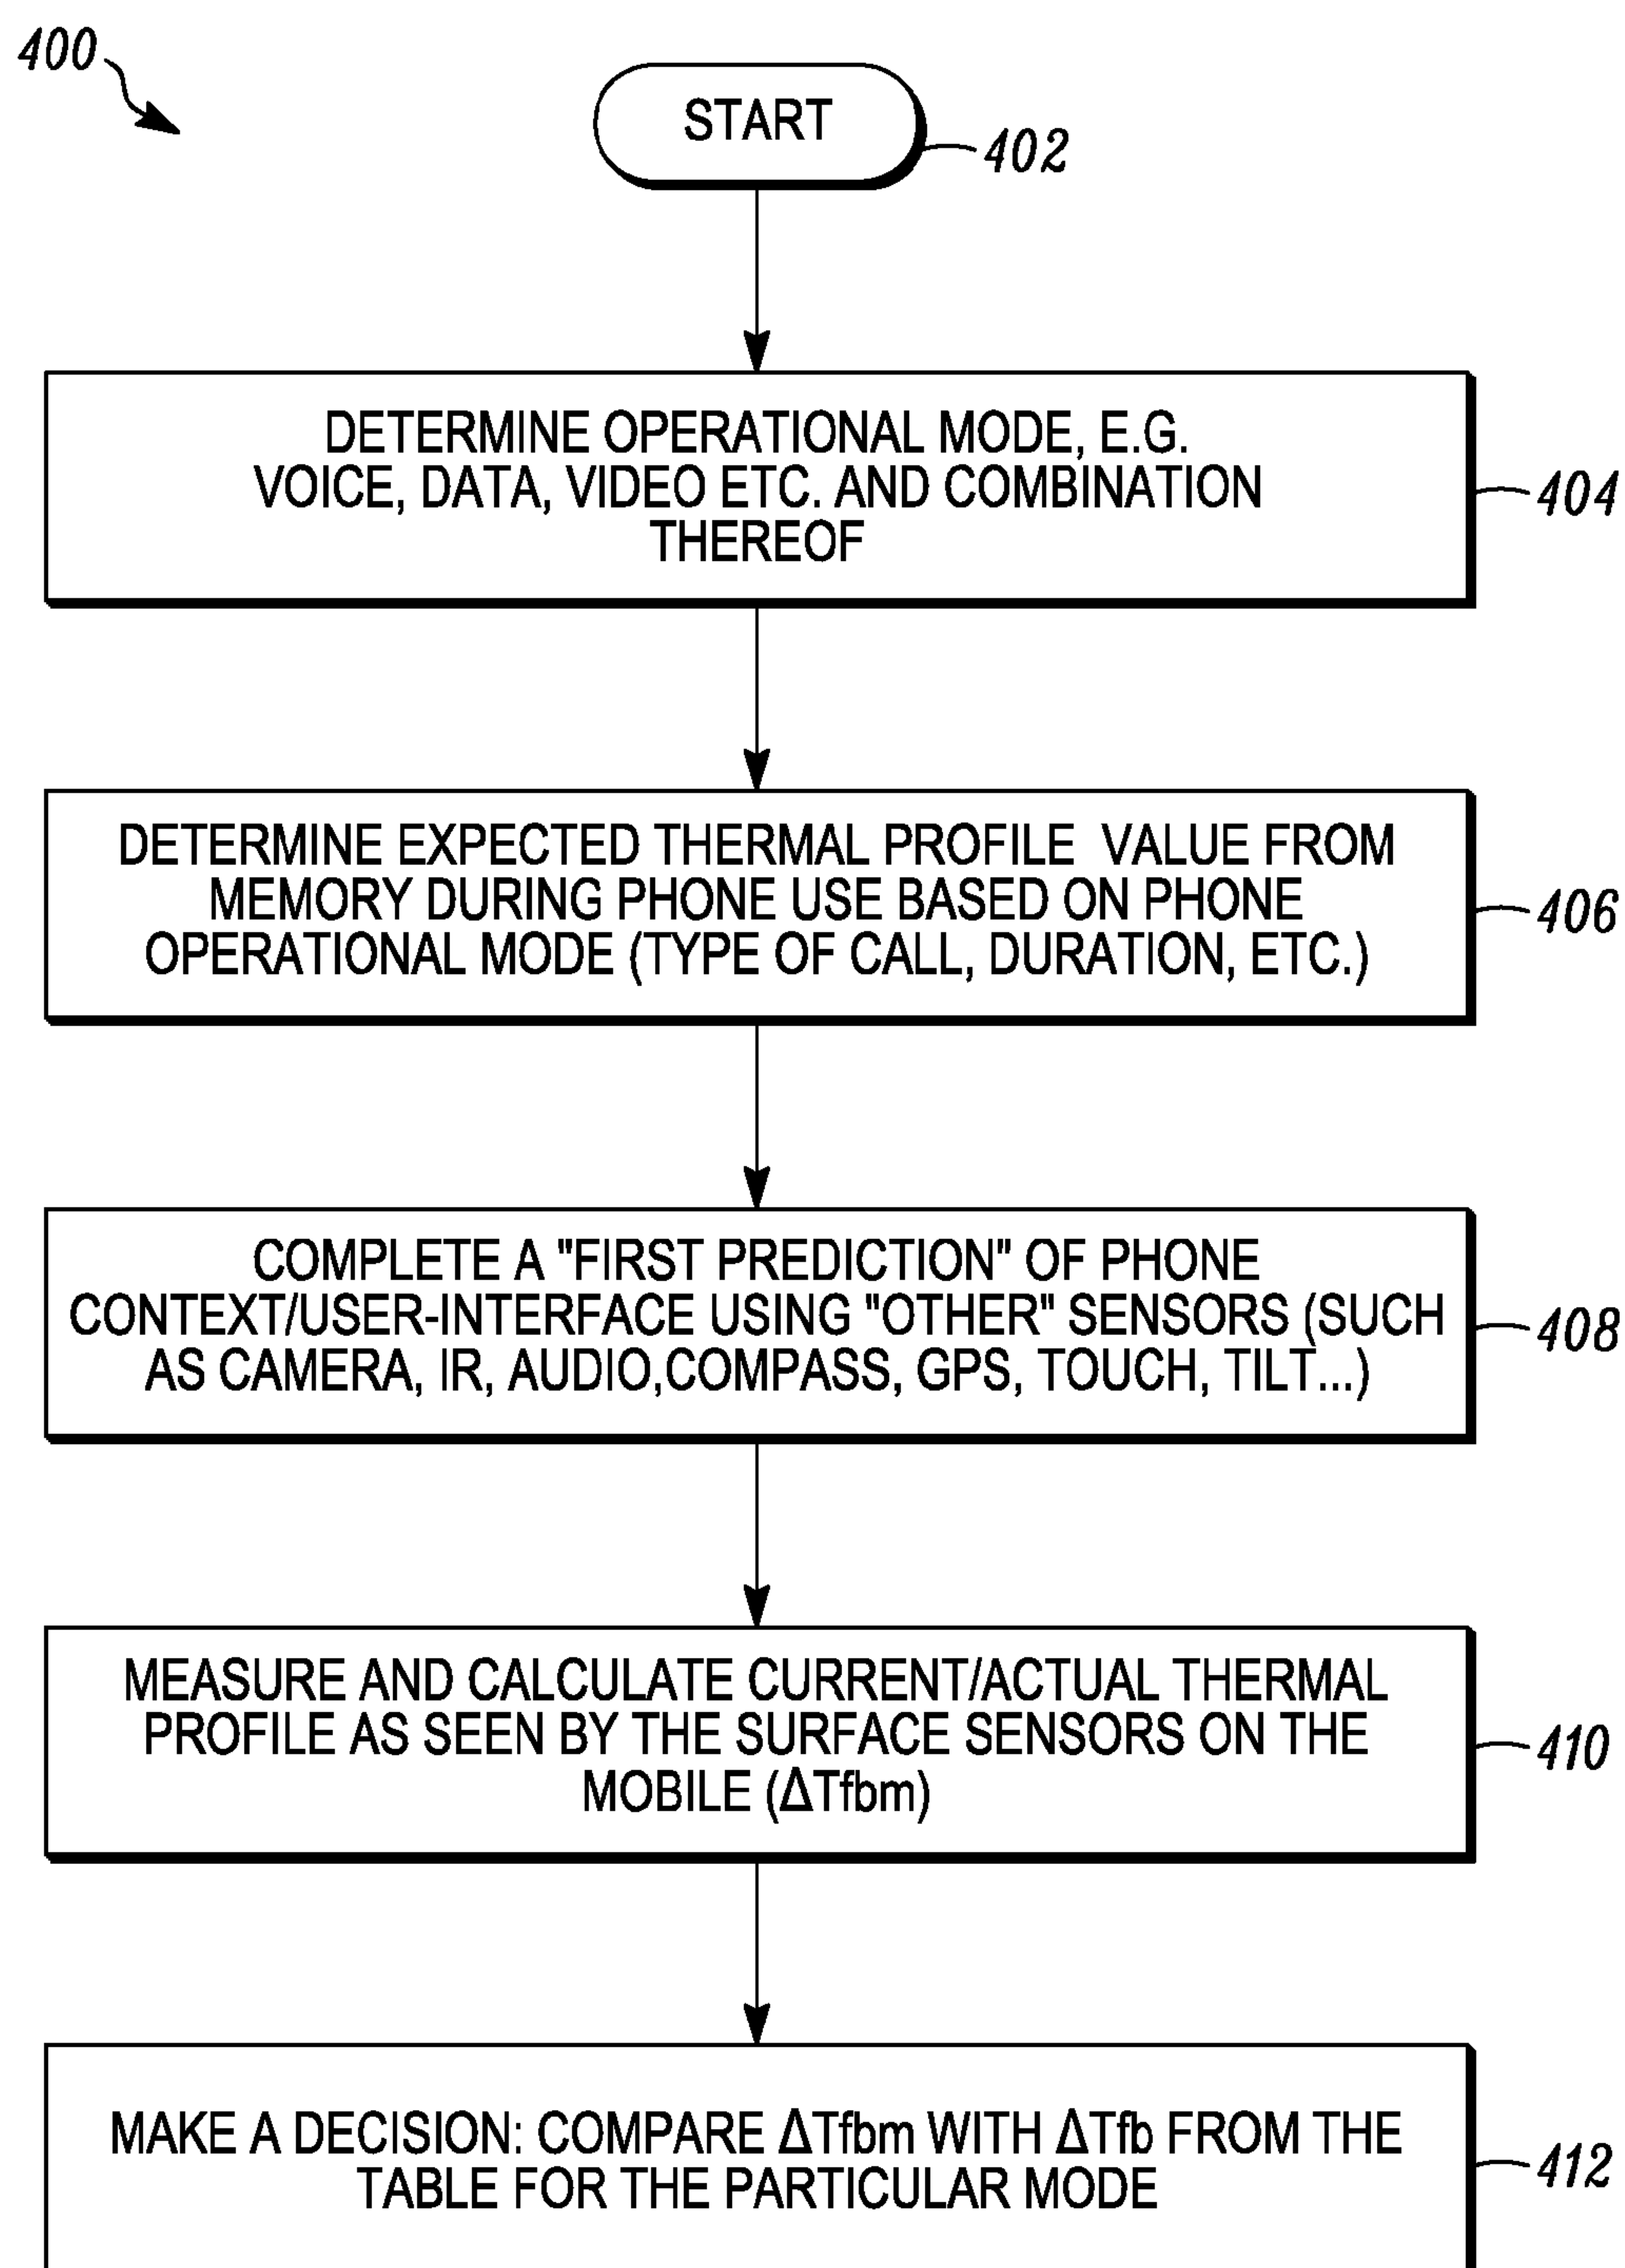 400
START
402
DETERMINE OPERATIONAL MODE, E.G.
VOICE, DATA, VIDEO ETC. AND COMBINATION
THEREOF
404
DETERMINE EXPECTED THERMAL PROFILE VALUE FROM
MEMORY DURING PHONE USE BASED ON PHONE
OPERATIONAL MODE (TYPE OF CALL, DURATION, ETC.)
406
COMPLETE A "FIRST PREDICTION" OF PHONE
CONTEXT/USER-INTERFACE USING "OTHER" SENSORS (SUCH
AS CAMERA, IR, AUDIO,COMPASS, GPS, TOUCH, TILT...)
408
MEASURE AND CALCULATE CURRENT/ACTUAL THERMAL
PROFILE AS SEEN BY THE SURFACE SENSORS ON THE
MOBILE (ΔTfbm)
410
MAKE A DECISION: COMPARE ΔTfbm WITH ΔTfb FROM THE
TABLE FOR THE PARTICULAR MODE
412